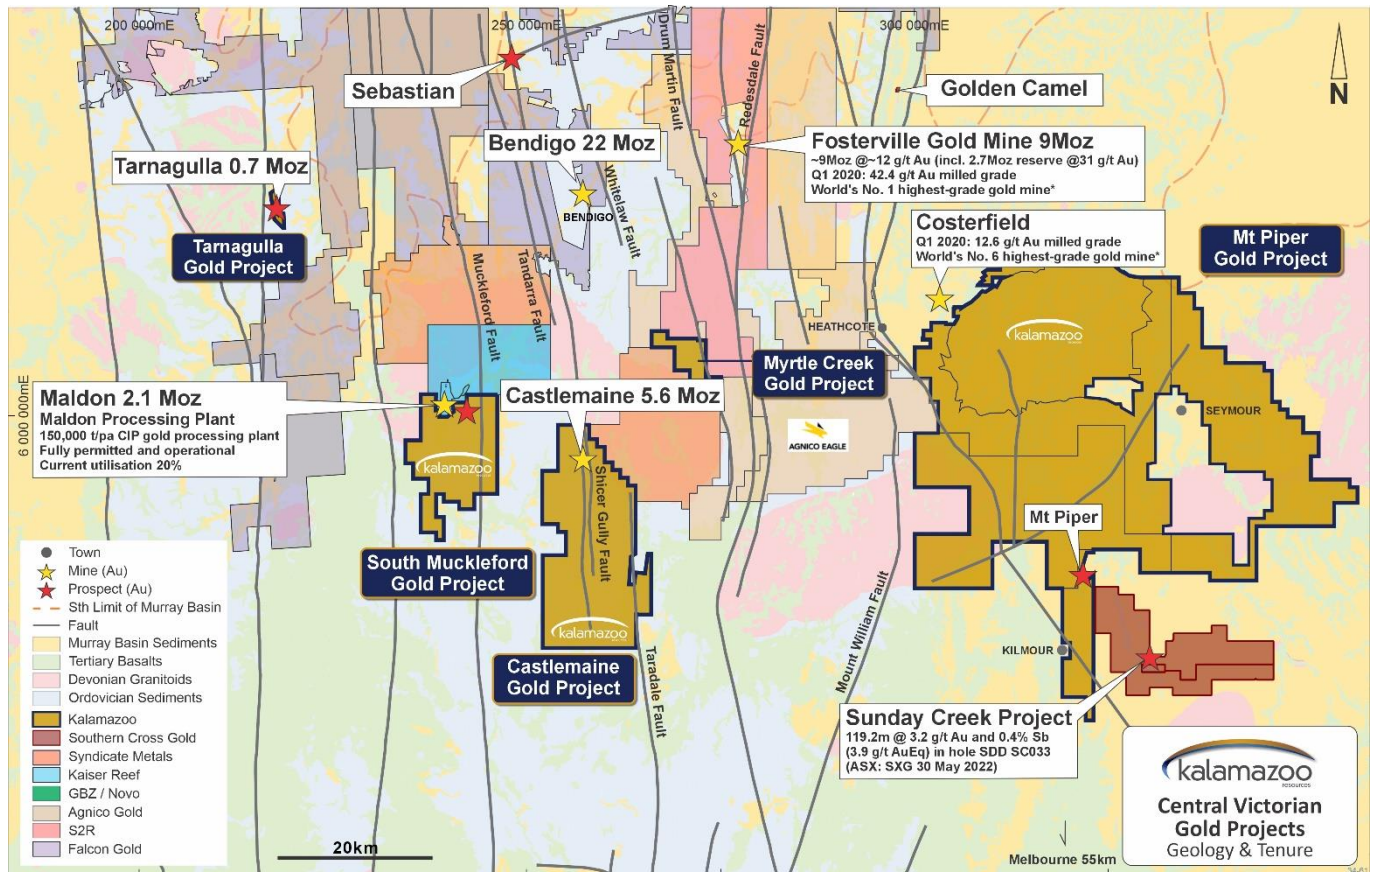 200 000mE
250 000mE
300 000mE
Drum Martin Fault
Redesdale Fault
N
Sebastian
Golden Camel
Bendigo 22 Moz
BENDIGO
Whitelaw Fault
Fosterville Gold Mine 9Moz
~9Moz @~12 g/t Au (incl. 2.7Moz reserve @31 g/t Au)
Q1 2020: 42.4 g/t Au milled grade
World's No. 1 highest-grade gold mine*
Tarnagulla 0.7 Moz
Tarnagulla
Gold Project
Costerfield
Q1 2020: 12.6 g/t Au milled grade
World's No. 6 highest-grade gold mine*
Mt Piper
Gold Project
Muckleford Fault
Tandarra Fault
HEATHCOTE
kalamazoo
Myrtle Creek
Gold Project
6 000 000mE
Maldon 2.1 Moz
Maldon Processing Plant
150,000 t/pa CIP gold processing plant
Fully permitted and operational
Current utilisation 20%
Castlemaine 5.6 Moz
SEYMOUR
AGNICO EAGLE
kalamazoo
Shicer Gully Fault
Mt Piper
South Muckleford
Gold Project
kalamazoo
Castlemaine
Gold Project
Taradale Fault
Mount William Fault
KILMOUR
Sunday Creek Project
119.2m @ 3.2 g/t Au and 0.4% Sb
(3.9 g/t AuEq) in hole SDD SC033
(ASX: SXG 30 May 2022)
Town
Mine (Au)
Prospect (Au)
Sth Limit of Murray Basin
Fault
Murray Basin Sediments
Tertiary Basalts
Devonian Granitoids
Ordovician Sediments
Kalamazoo
Southern Cross Gold
Syndicate Metals
Kaiser Reef
GBZ / Novo
Agnico Gold
S2R
Falcon Gold
20km
Melbourne 55km
kalamazoo
resources
Central Victorian
Gold Projects
Geology & Tenure